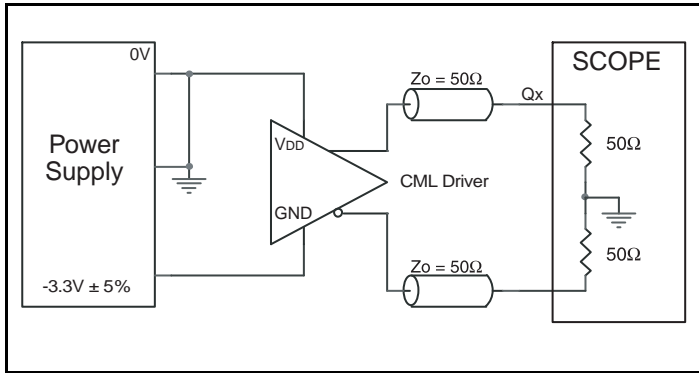 0V
SCOPE
Zo = 50Ω
Qx
VDD
50Ω
Power
Supply
CML Driver
GND
50Ω
Zo = 50Ω
-3.3V ± 5%